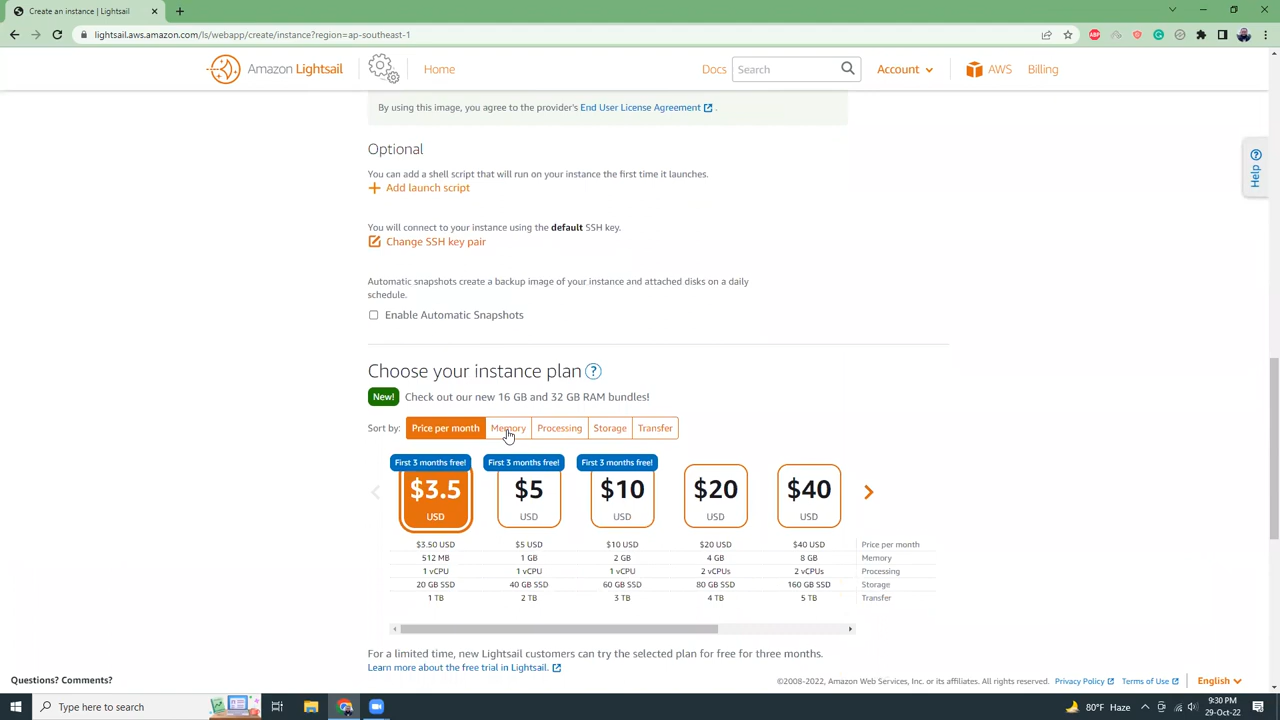 Create an instance | Lightsail
lightsail.aws.amazon.com/ls/webapp/create/instance?region=ap-southeast-1
Amazon Lightsail
Home
Docs
Search
Account
AWS
Billing
By using this image, you agree to the provider's End User License Agreement .
Help
Optional
You can add a shell script that will run on your instance the first time it launches.
Add launch script
You will connect to your instance using the default SSH key.
Change SSH key pair
Automatic snapshots create a backup image of your instance and attached disks on a daily
schedule.
Enable Automatic Snapshots
Choose your instance plan ?
New! Check out our new 16 GB and 32 GB RAM bundles!
Sort by: Price per month Memory Processing Storage Transfer
First 3 months free! First 3 months free! First 3 months free!
$3.5 $5 $10 $20 $40
USD USD USD USD USD
$3.50 USD $5 USD $10 USD $20 USD $40 USD Price per month
512 MB 1 GB 2 GB 4 GB 8 GB Memory
1 vCPU 1 vCPU 1 vCPU 2 vCPUs 2 vCPUs Processing
20 GB SSD 40 GB SSD 60 GB SSD 80 GB SSD 160 GB SSD Storage
1 TB 2 TB 3 TB 4 TB 5 TB Transfer
For a limited time, new Lightsail customers can try the selected plan for free for three months.
Learn more about the free trial in Lightsail.
Questions? Comments?
©2008-2022, Amazon Web Services, Inc. or its affiliates. All rights reserved. Privacy Policy Terms of Use English
Type here to search
80°F Haze
9:30 PM
29-Oct-22